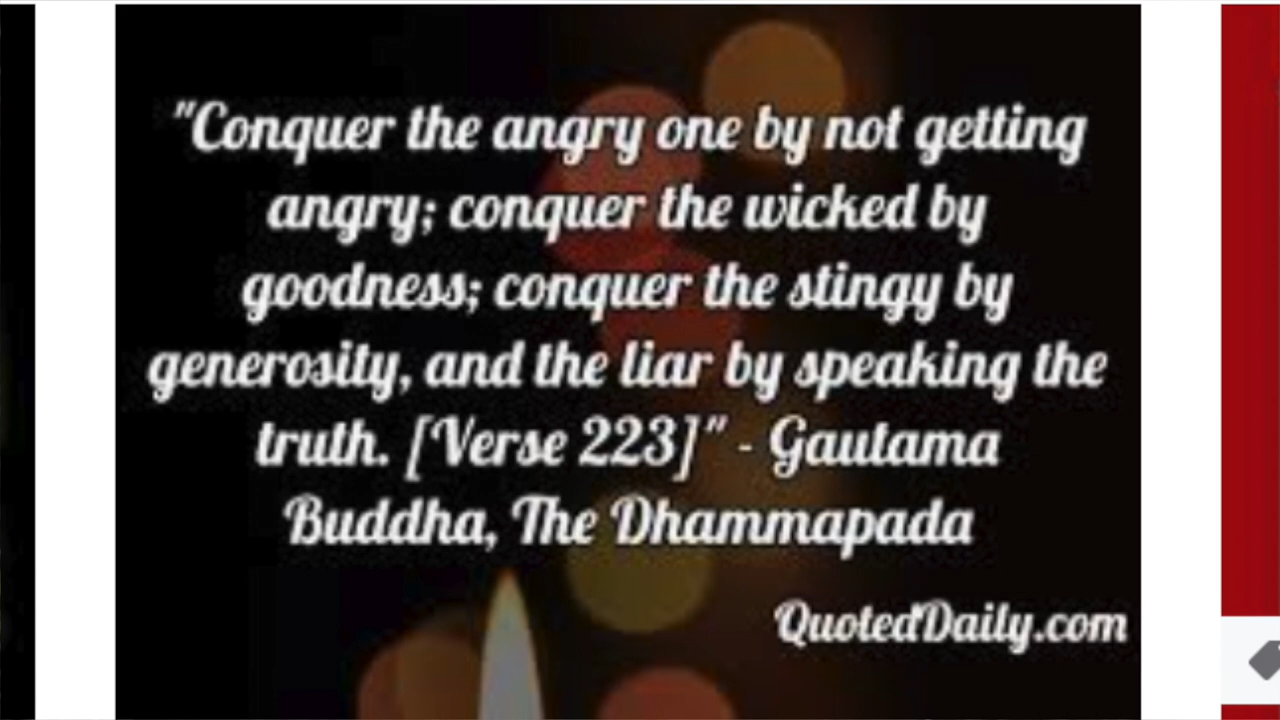 "Conquer the angry one by not getting
angry; conquer the wicked by
goodness; conquer the stingy by
generosity, and the liar by speaking the
truth. [Verse 223]" - Gautama
Buddha, The Dhammapada
QuotedDaily.com